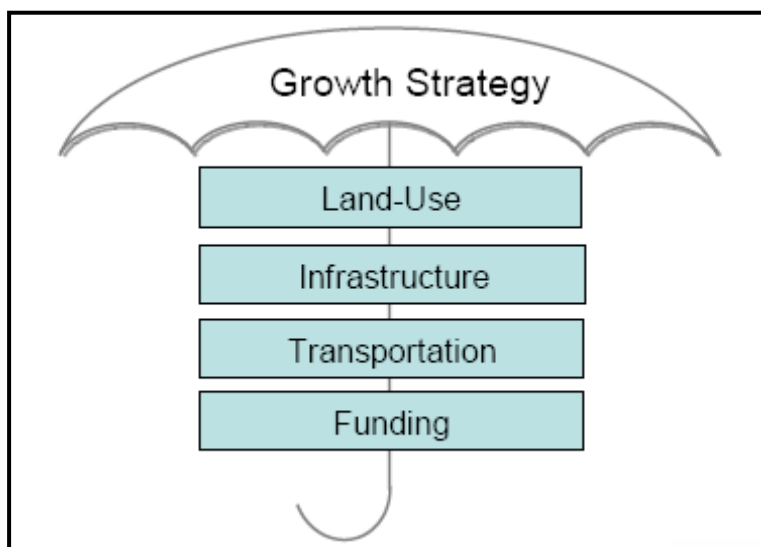 Growth Strategy
Land-Use
Infrastructure
Transportation
Funding